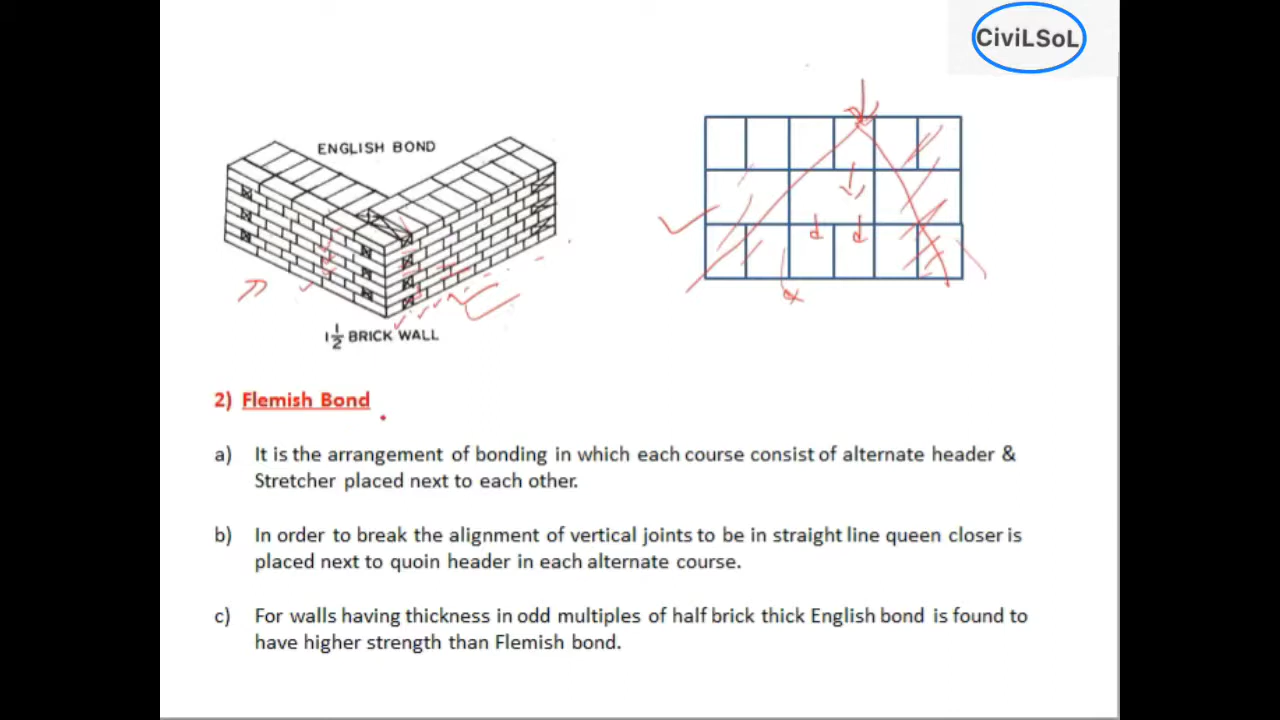 CiviLSoL
ENGLISH BOND
1 1/2 BRICK WALL
2) Flemish Bond
a) It is the arrangement of bonding in which each course consist of alternate header &
Stretcher placed next to each other.
b) In order to break the alignment of vertical joints to be in straight line queen closer is
placed next to quoin header in each alternate course.
c) For walls having thickness in odd multiples of half brick thick English bond is found to
have higher strength than Flemish bond.